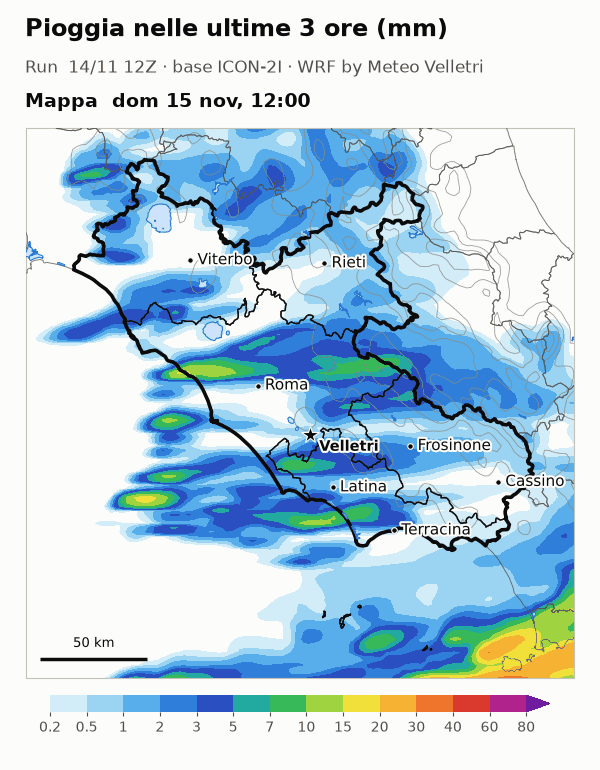 Pioggia nelle ultime 3 ore (mm)
Run 14/11 12Z · base ICON-2I · WRF by Meteo Velletri
Mappa dom 15 nov, 12:00
Viterbo
Rieti
Roma
Velletri
Frosinone
Latina
Cassino
Terracina
50 km
0.2 0.5 1 2 3 5 7 10 15 20 30 40 60 80